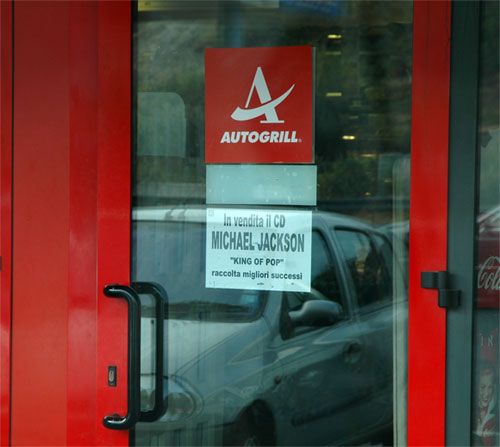 AUTOGRILL®
In vendita il CD
MICHAEL JACKSON
"KING OF POP"
raccolta migliori successi